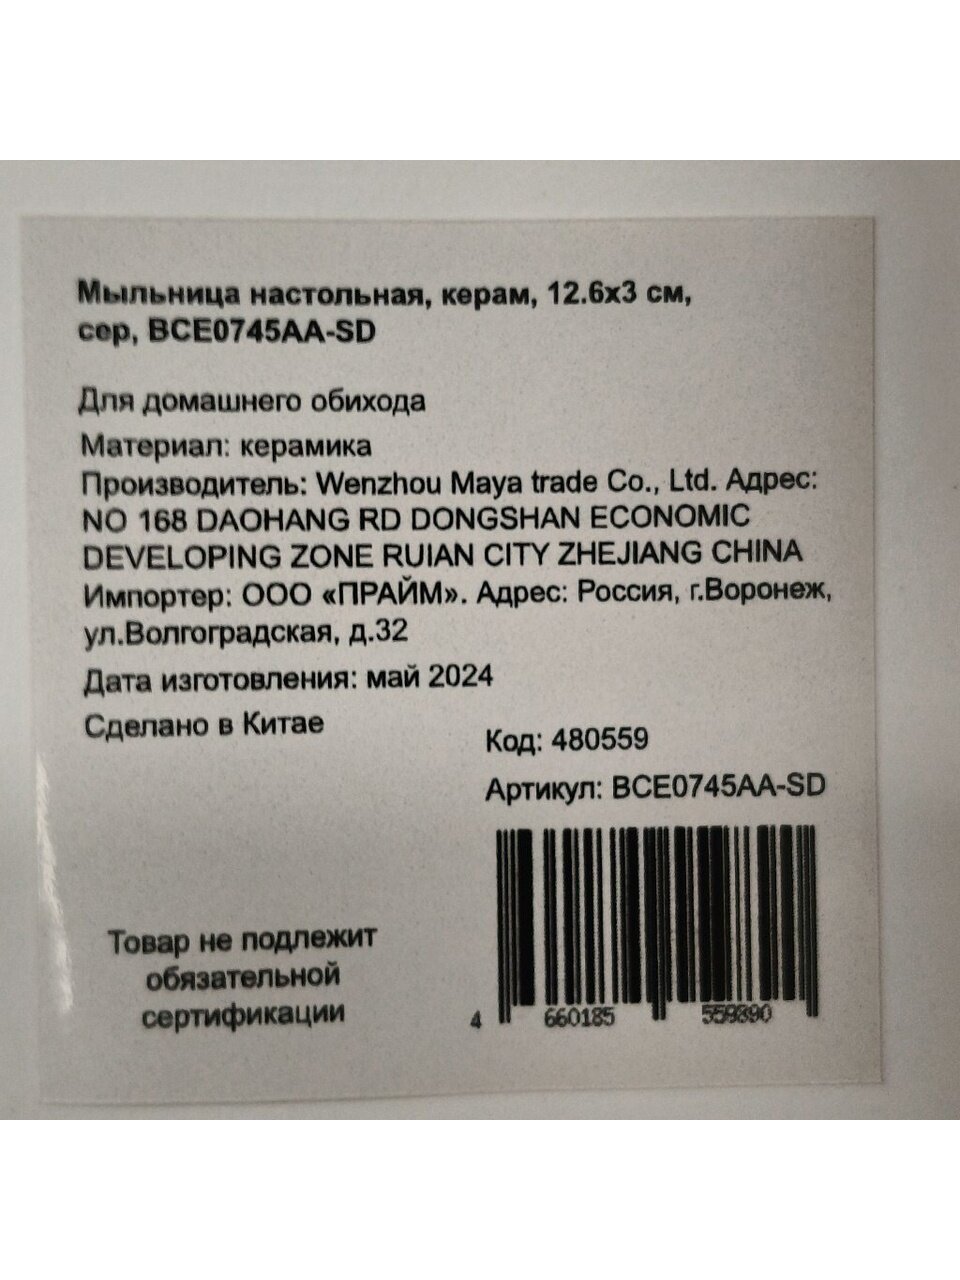 Мыльница настольная, керам, 12.6х3 см,
сер, BCE0745AA-SD
Для домашнего обихода
Материал: керамика
Производитель: Wenzhou Maya trade Co., Ltd. Адрес:
NO 168 DAOHANG RD DONGSHAN ECONOMIC
DEVELOPING ZONE RUIAN CITY ZHEJIANG CHINA
Импортер: ООО «ПРАЙМ». Адрес: Россия, г.Воронеж,
ул.Волгоградская, д.32
Дата изготовления: май 2024
Сделано в Китае
Код: 480559
Артикул: BCE0745AA-SD
Товар не подлежит
обязательной
сертификации
4 660185 559890